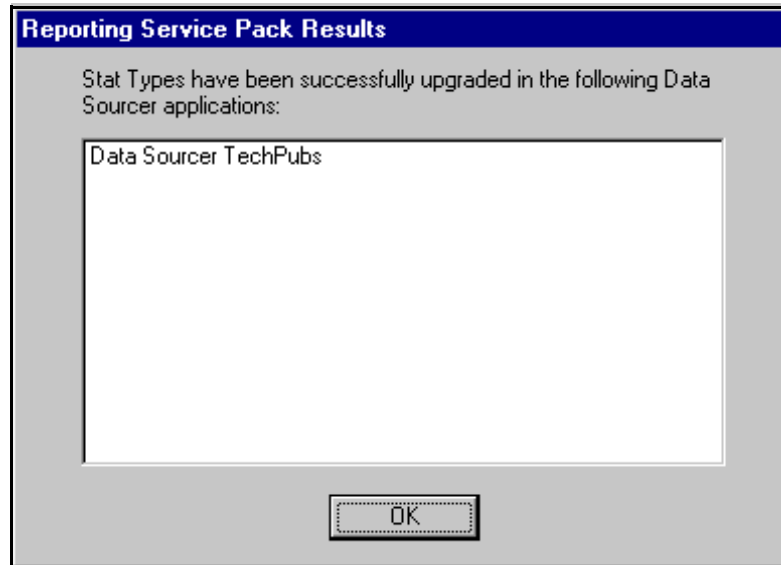 Reporting Service Pack Results
Stat Types have been successfully upgraded in the following Data
Sourcer applications:
Data Sourcer TechPubs
OK